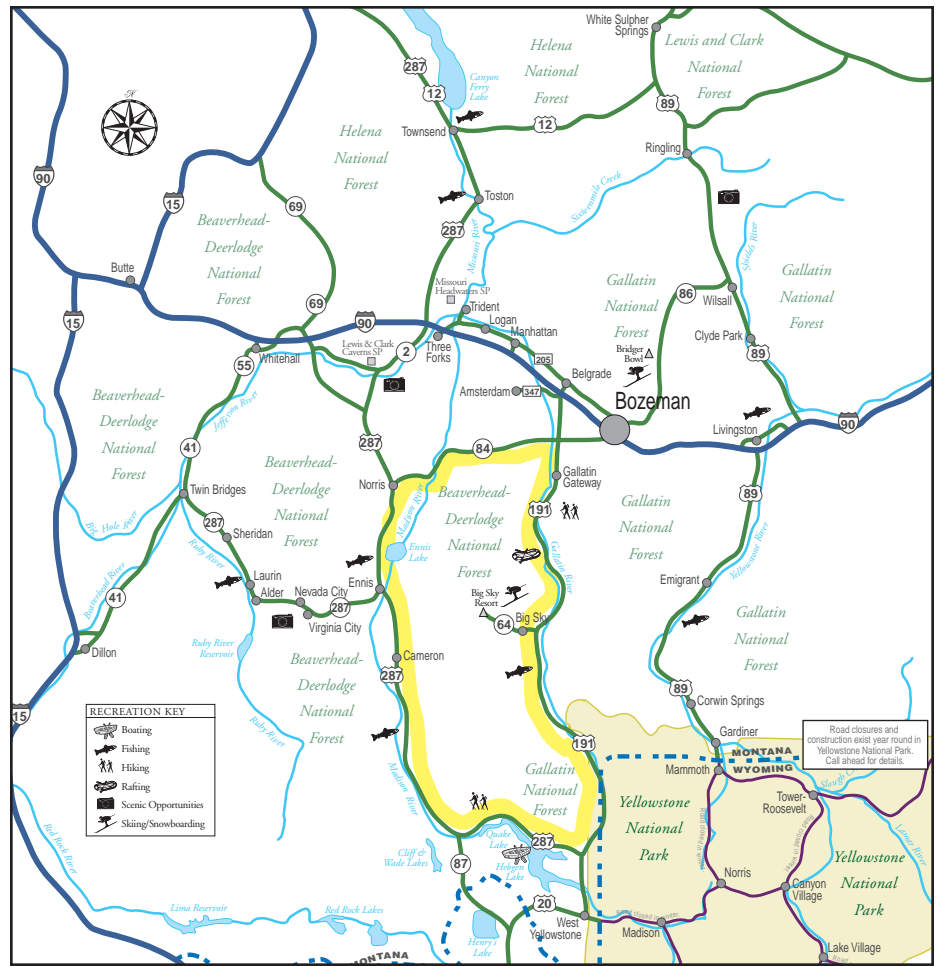 White Sulpher
Springs
Lewis and Clark
National
Forest
Helena
National
Forest
287
12
Canyon
Ferry
Lake
89
12
Townsend
Helena
National
Forest
Ringling
90
15
69
Toston
Sixteenmile Creek
Beaverhead-
Deerlodge
National
Forest
287
Missouri River
Shields River
Butte
Gallatin
National
Forest
Gallatin
National
Forest
Missouri
Headwaters SP
86
Wilsall
69
Trident
15
90
Logan
Manhattan
Clyde Park
Lewis & Clark
Caverns SP
2
Three
Forks
205
Bridger
Bowl
89
Whitehall
55
Belgrade
Amsterdam
347
Bozeman
Beaverhead-
Deerlodge
National
Forest
Jefferson River
90
Livingston
41
287
84
Beaverhead-
Deerlodge
National
Forest
Norris
Gallatin
Gateway
Twin Bridges
Beaverhead-
Deerlodge
National
Forest
Madison River
89
Gallatin
National
Forest
191
Big Hole River
287
Sheridan
Ruby River
Ennis
Lake
Gallatin River
Yellowstone River
Laurin
Alder
Nevada City
Ennis
Emigrant
Beaverhead River
41
287
Virginia City
Big Sky
Resort
64
Big Sky
Gallatin
National
Forest
Dillon
Ruby River
Reservoir
Beaverhead-
Deerlodge
National
Forest
Cameron
287
89
Corwin Springs
15
RECREATION KEY
Boating
Fishing
Hiking
Rafting
Scenic Opportunities
Skiing/Snowboarding
Ruby River
Madison River
191
Gardiner
Road closures and
construction exist year round in
Yellowstone National Park.
Call ahead for details.
MONTANA
WYOMING
Mammoth
Gallatin
National
Forest
Yellowstone
National
Park
Tower-
Roosevelt
Lamar River
Red Rock River
Quake
Lake
287
Hebgen
Lake
Cliff &
Wade Lakes
87
Yellowstone
National
Park
Norris
Canyon
Village
Lima Reservoir
Red Rock Lakes
20
West
Yellowstone
Madison
Henry's
Lake
Lake Village
MONTANA